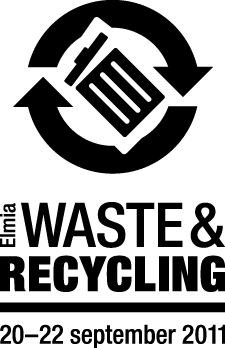 Elmia
WASTE &
RECYCLING
20–22 september 2011